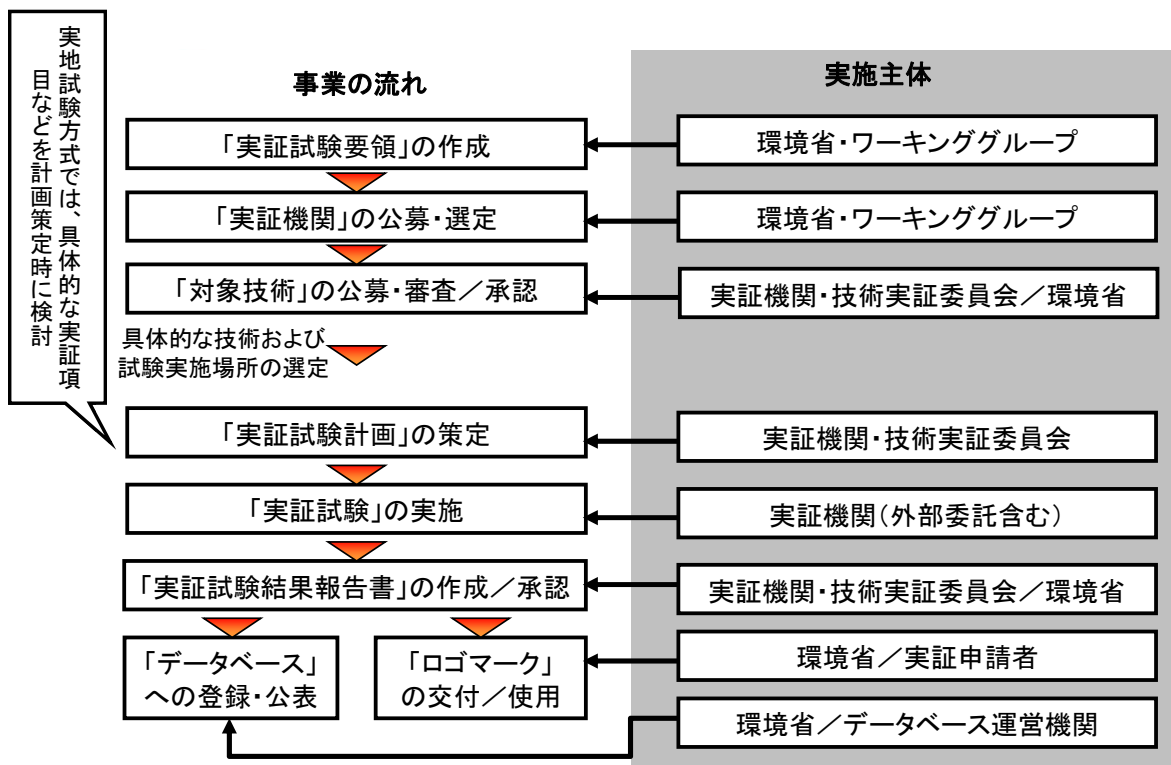 実地試験方式では、具体的な実証項
目などを計画策定時に検討
事業の流れ
実施主体
「実証試験要領」の作成
環境省・ワーキンググループ
「実証機関」の公募・選定
環境省・ワーキンググループ
「対象技術」の公募・審査／承認
実証機関・技術実証委員会／環境省
具体的な技術および
試験実施場所の選定
「実証試験計画」の策定
実証機関・技術実証委員会
「実証試験」の実施
実証機関（外部委託含む）
「実証試験結果報告書」の作成／承認
実証機関・技術実証委員会／環境省
「データベース」
への登録・公表
「ロゴマーク」
の交付／使用
環境省／実証申請者
環境省／データベース運営機関